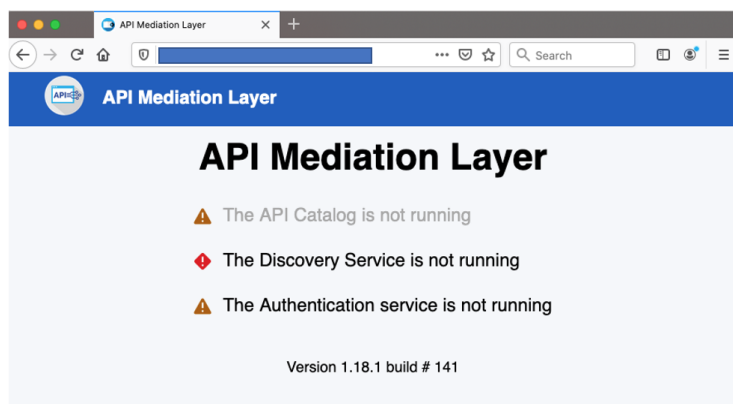 API Mediation Layer
Search
API
API Mediation Layer
API Mediation Layer
The API Catalog is not running
The Discovery Service is not running
The Authentication service is not running
Version 1.18.1 build # 141